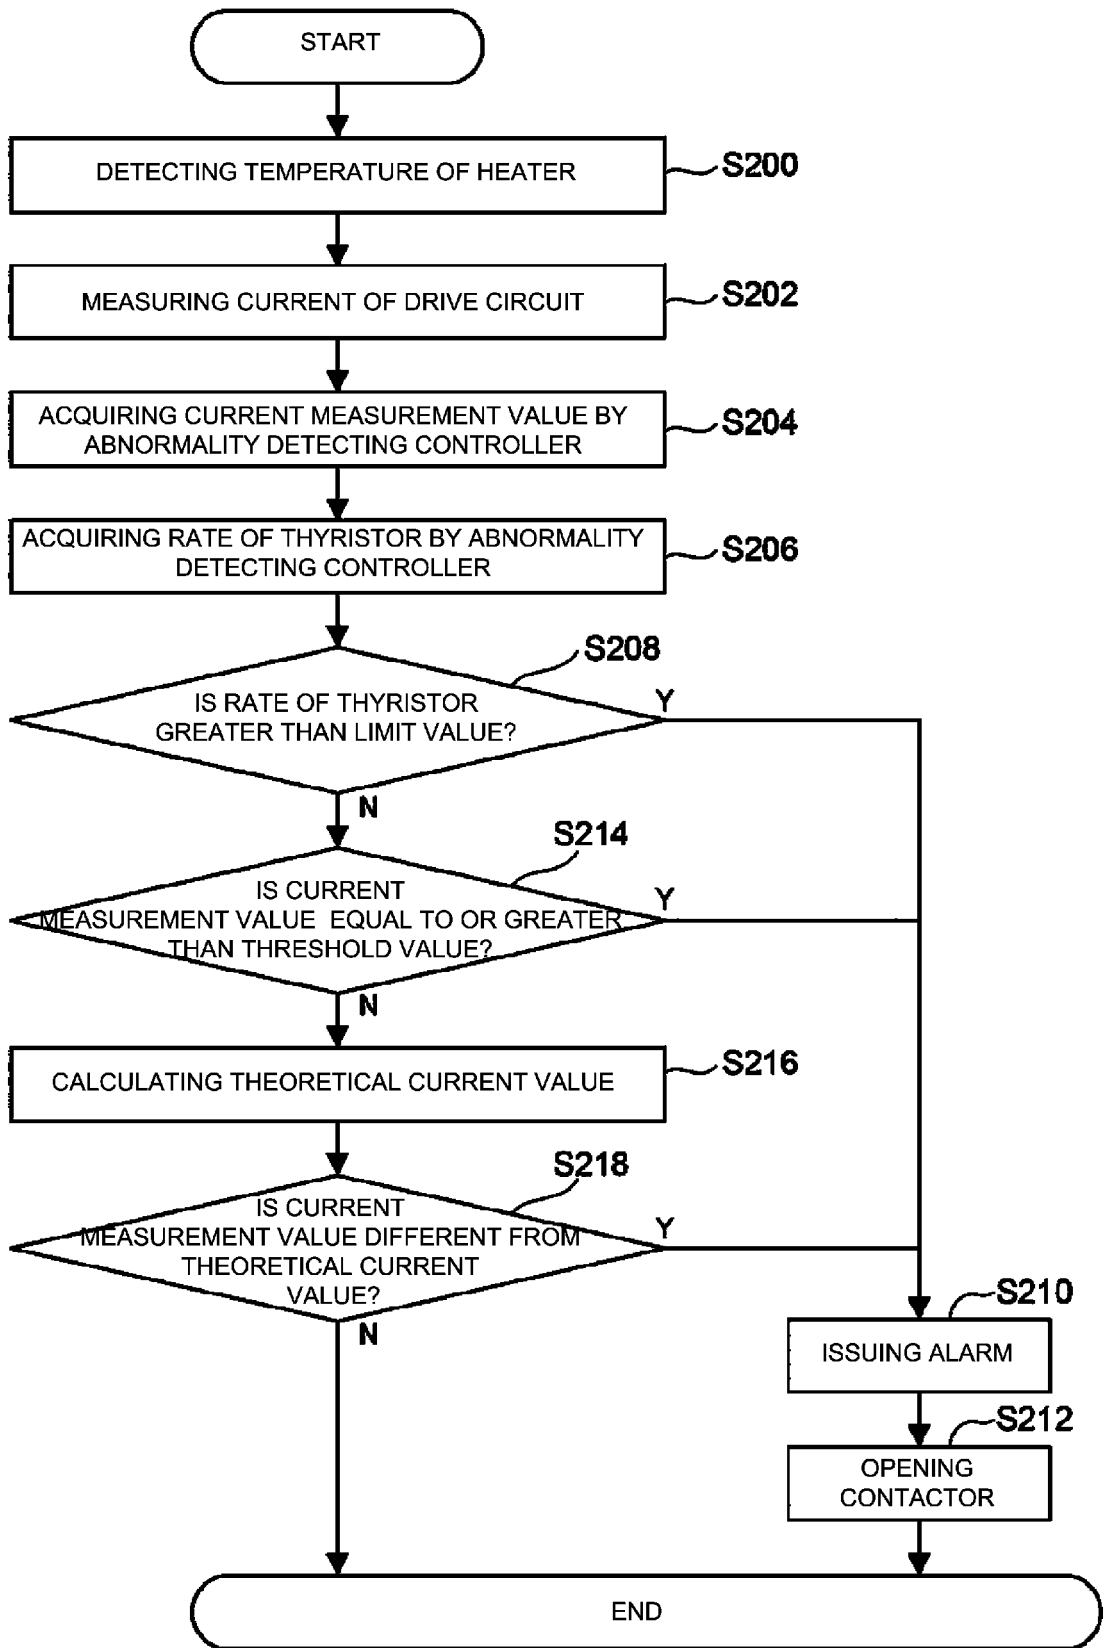 START
DETECTING TEMPERATURE OF HEATER
S200
MEASURING CURRENT OF DRIVE CIRCUIT
S202
ACQUIRING CURRENT MEASUREMENT VALUE BY
ABNORMALITY DETECTING CONTROLLER
S204
ACQUIRING RATE OF THYRISTOR BY ABNORMALITY
DETECTING CONTROLLER
S206
S208
IS RATE OF THYRISTOR
GREATER THAN LIMIT VALUE?
Y
N
S214
IS CURRENT
MEASUREMENT VALUE EQUAL TO OR GREATER
THAN THRESHOLD VALUE?
Y
N
CALCULATING THEORETICAL CURRENT VALUE
S216
S218
IS CURRENT
MEASUREMENT VALUE DIFFERENT FROM
THEORETICAL CURRENT
VALUE?
Y
N
S210
ISSUING ALARM
S212
OPENING
CONTACTOR
END